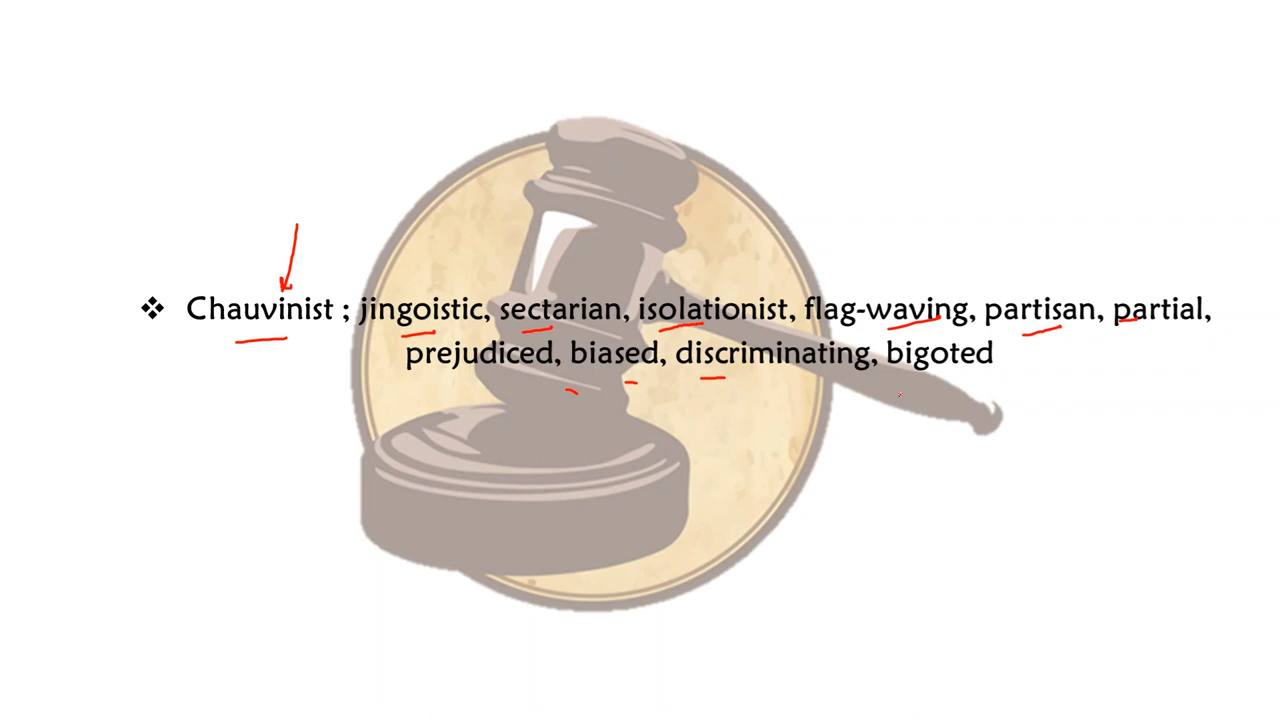 ❖ Chauvinist ; jingoistic, sectarian, isolationist, flag-waving, partisan, partial,
prejudiced, biased, discriminating, bigoted